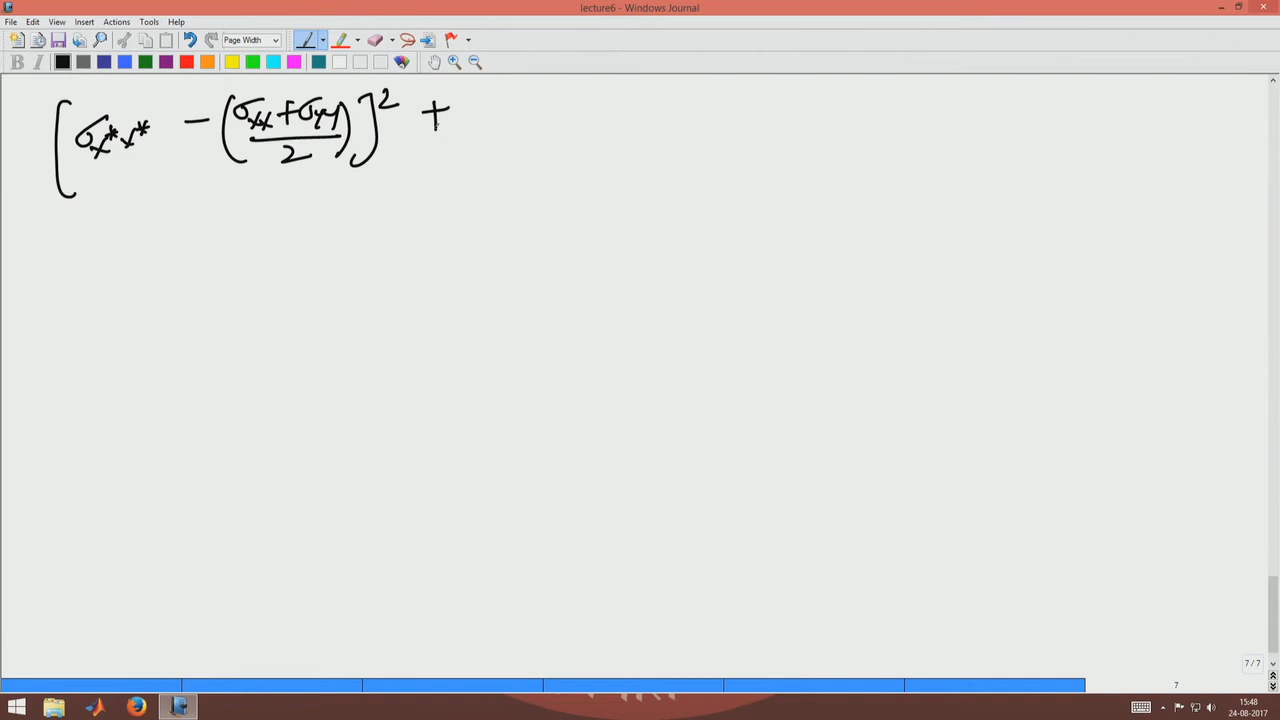 lecture6 - Windows Journal
File Edit View Insert Actions Tools Help
Page Width
B I
[σx*x* - (σxx + σyy / 2)]² +
7 / 7
7
15:48
24-08-2017